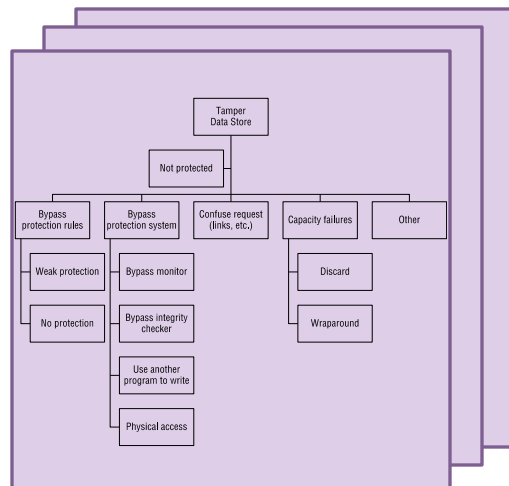 Tamper
Data Store
Not protected
Bypass
protection rules
Bypass
protection system
Confuse request
(links, etc.)
Capacity failures
Other
Weak protection
No protection
Bypass monitor
Bypass integrity
checker
Use another
program to write
Physical access
Discard
Wraparound